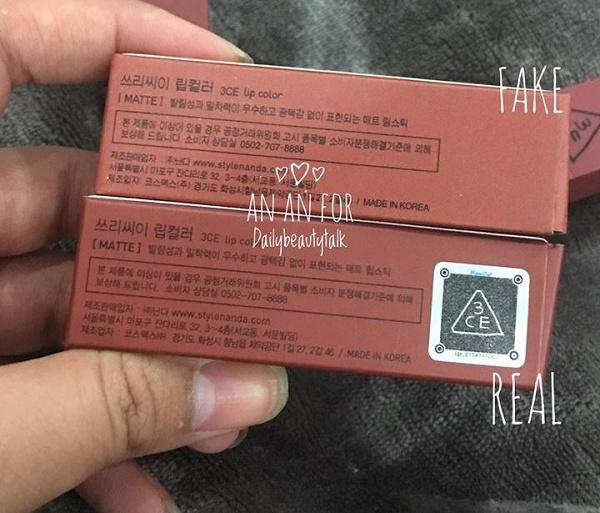 FAKE
쓰리씨이 립컬러 3CE lip color
[ MATTE ] 발림성과 밀착력이 우수하고 광택감 없이 표현되는 매트 립스틱
본 제품에 이상이 있을 경우 공정거래위원회 고시 품목별 소비자분쟁해결기준에 의해
보상해 드립니다. 소비자 상담실 0502-707-8888
제조판매업자 : ㈜난다 www.stylenanda.com
서울특별시 마포구 잔다리로 32, 3~4층(서교동, 서문빌딩)
제조업자 : 코스맥스(주) : 경기도 화성시 향남읍 / MADE IN KOREA
AN AN FOR
Dailybeautytalk
쓰리씨이 립컬러 3CE lip color
[ MATTE ] 발림성과 밀착력이 우수하고 광택감 없이 표현되는 매트 립스틱
본 제품에 이상이 있을 경우 공정거래위원회 고시 품목별 소비자 분쟁해결기준에 의해
보상해 드립니다. 소비자 상담실 0502-707-8888
제조판매업자 : ㈜난다 / www.stylenanda.com
서울특별시 마포구 잔다리로 32, 3~4층(서교동, 서문빌딩)
제조업자 : 코스맥스㈜ / 경기도 화성시 향남읍 제약공단 1길 27, 2길 46 / MADE IN KOREA
3
CE
REAL